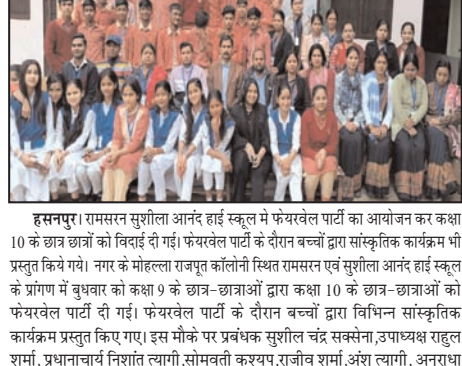 हसनपुर। रामसरन सुशीला आनंद हाई स्कूल मे फेयरवेल पार्टी का आयोजन कर कक्षा
10 के छात्र छात्रों को विदाई दी गई। फेयरवेल पार्टी के दौरान बच्चों द्वारा सांस्कृतिक कार्यक्रम भी
प्रस्तुत किये गये। नगर के मोहल्ला राजपूत कॉलोनी स्थित रामसरन एवं सुशीला आनंद हाई स्कूल
के प्रांगण में बुधवार को कक्षा 9 के छात्र-छात्राओं द्वारा कक्षा 10 के छात्र-छात्राओं को
फेयरवेल पार्टी दी गई। फेयरवेल पार्टी के दौरान बच्चों द्वारा विभिन्न सांस्कृतिक
कार्यक्रम प्रस्तुत किए गए। इस मौके पर प्रबंधक सुशील चंद्र सक्सेना,उपाध्यक्ष राहुल
शर्मा, प्रधानाचार्य निशांत त्यागी,सोमवती कश्यप,राजीव शर्मा,अंश त्यागी, अनुराधा